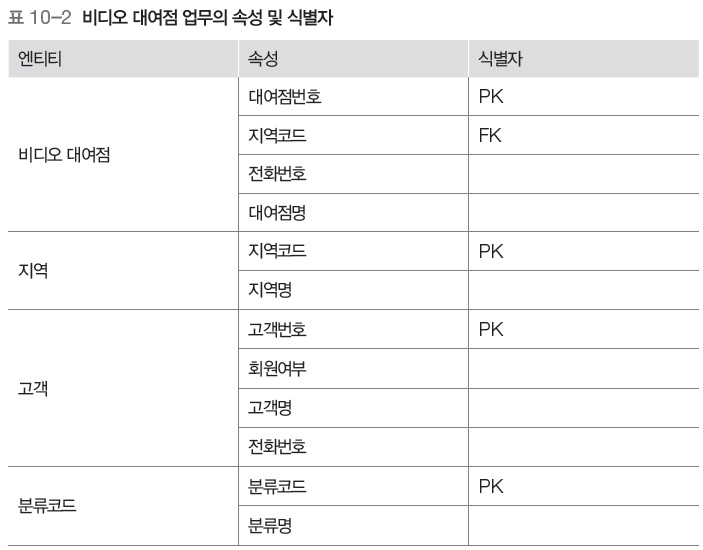 표 10-2 비디오 대여점 업무의 속성 및 식별자
엔티티 속성 식별자
비디오 대여점
대여점번호 PK
지역코드 FK
전화번호
대여점명
지역
지역코드 PK
지역명
고객
고객번호 PK
회원여부
고객명
전화번호
분류코드
분류코드 PK
분류명